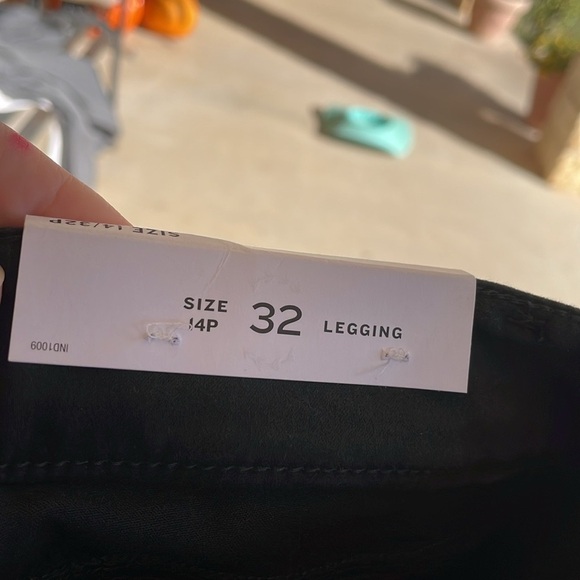 SIZE 14/32P
SIZE 32 LEGGING
14P
IND1009